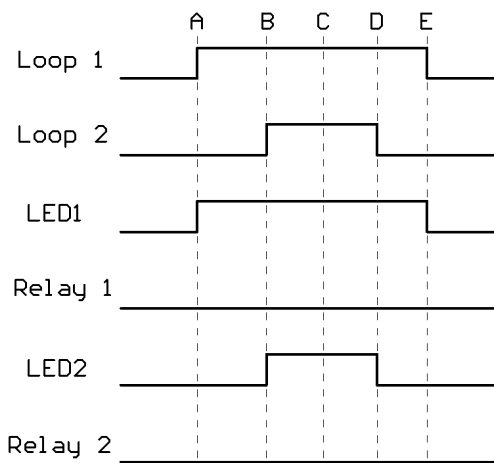 A B C D E
Loop 1
Loop 2
LED1
Relay 1
LED2
Relay 2